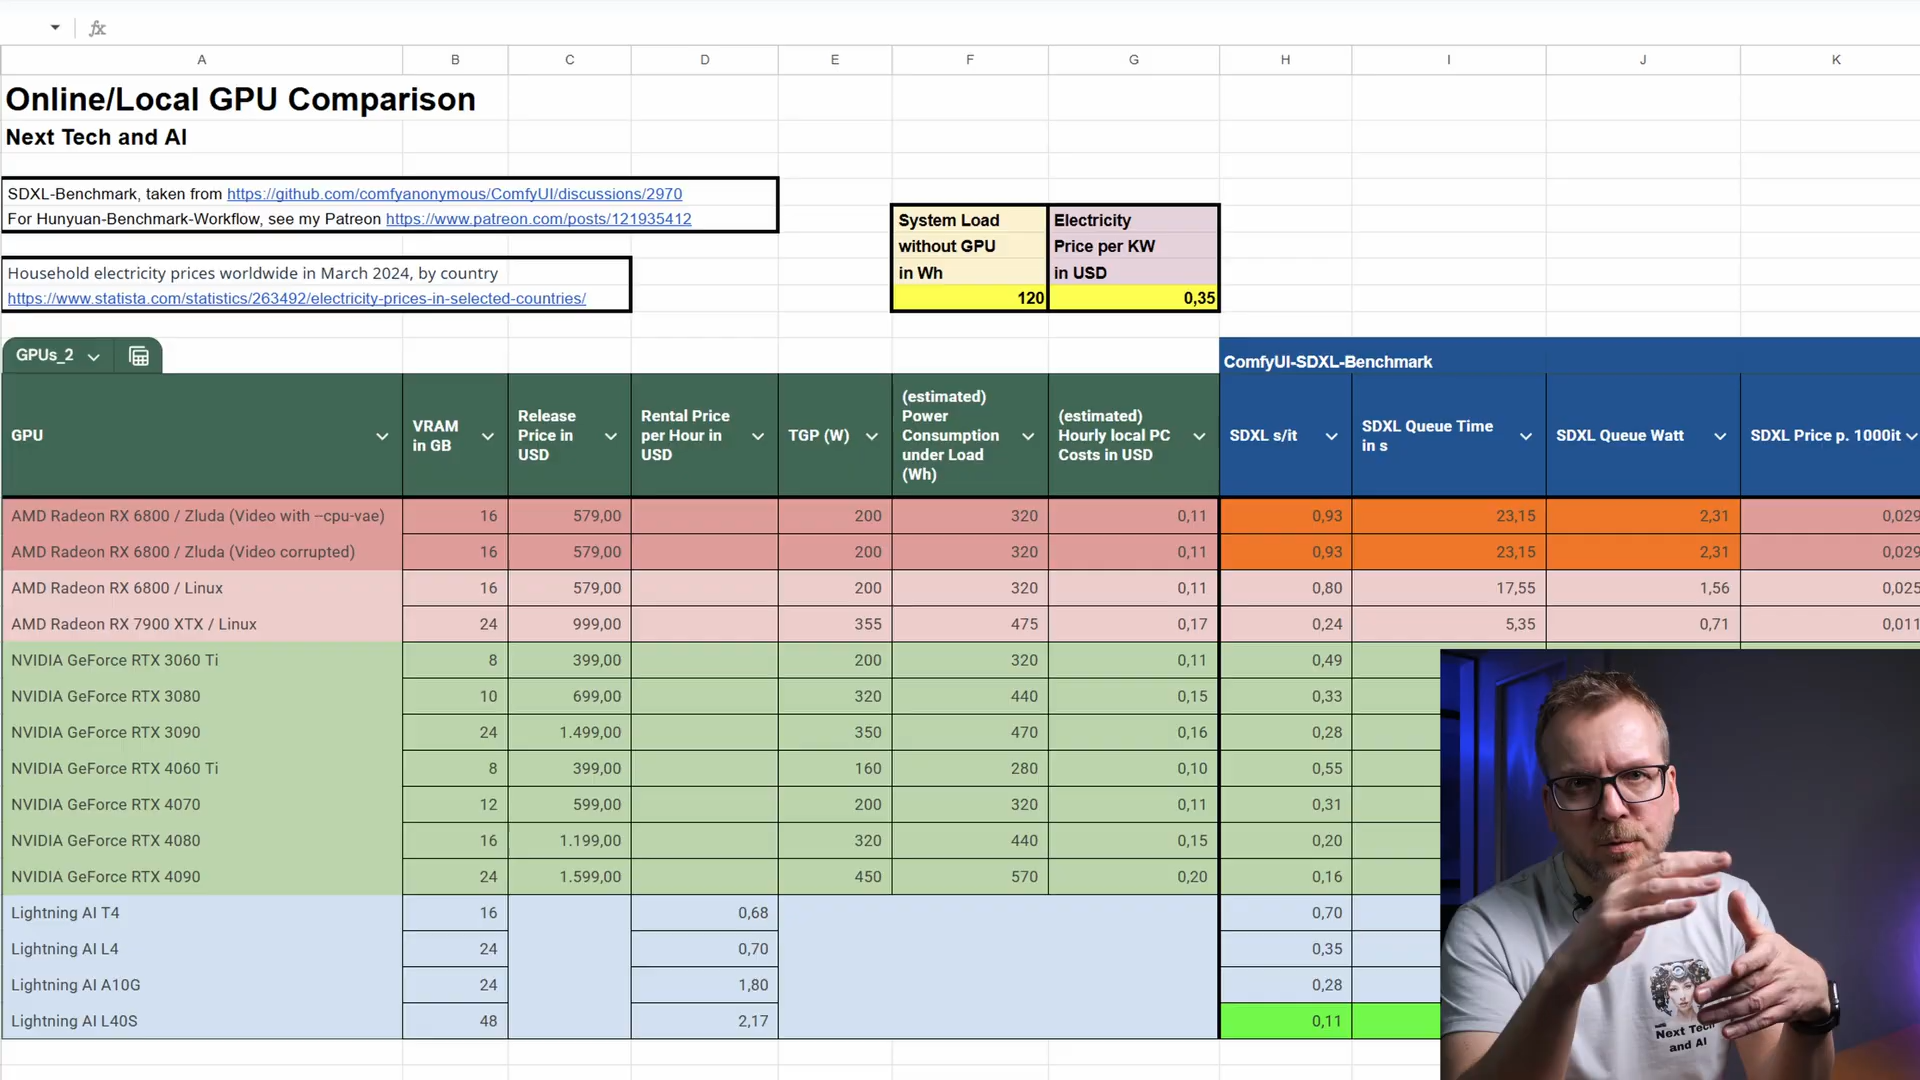 fx
A B C D E F G H I J K
Online/Local GPU Comparison
Next Tech and AI
SDXL-Benchmark, taken from https://github.com/comfyanonymous/ComfyUI/discussions/2970
For Hunyuan-Benchmark-Workflow, see my Patreon https://www.patreon.com/posts/121935412
Household electricity prices worldwide in March 2024, by country
https://www.statista.com/statistics/263492/electricity-prices-in-selected-countries/
System Load without GPU in Wh
120
Electricity Price per KW in USD
0,35
GPUs_2
ComfyUI-SDXL-Benchmark
GPU
VRAM in GB
Release Price in USD
Rental Price per Hour in USD
TGP (W)
(estimated) Power Consumption under Load (Wh)
(estimated) Hourly local PC Costs in USD
SDXL s/it
SDXL Queue Time in s
SDXL Queue Watt
SDXL Price p. 1000it
AMD Radeon RX 6800 / Zluda (Video with --cpu-vae) 16 579,00 200 320 0,11 0,93 23,15 2,31 0,029
AMD Radeon RX 6800 / Zluda (Video corrupted) 16 579,00 200 320 0,11 0,93 23,15 2,31 0,029
AMD Radeon RX 6800 / Linux 16 579,00 200 320 0,11 0,80 17,55 1,56 0,025
AMD Radeon RX 7900 XTX / Linux 24 999,00 355 475 0,17 0,24 5,35 0,71 0,011
NVIDIA GeForce RTX 3060 Ti 8 399,00 200 320 0,11 0,49
NVIDIA GeForce RTX 3080 10 699,00 320 440 0,15 0,33
NVIDIA GeForce RTX 3090 24 1.499,00 350 470 0,16 0,28
NVIDIA GeForce RTX 4060 Ti 8 399,00 160 280 0,10 0,55
NVIDIA GeForce RTX 4070 12 599,00 200 320 0,11 0,31
NVIDIA GeForce RTX 4080 16 1.199,00 320 440 0,15 0,20
NVIDIA GeForce RTX 4090 24 1.599,00 450 570 0,20 0,16
Lightning AI T4 16 0,68 0,70
Lightning AI L4 24 0,70 0,35
Lightning AI A10G 24 1,80 0,28
Lightning AI L40S 48 2,17 0,11
Next Tech
and AI